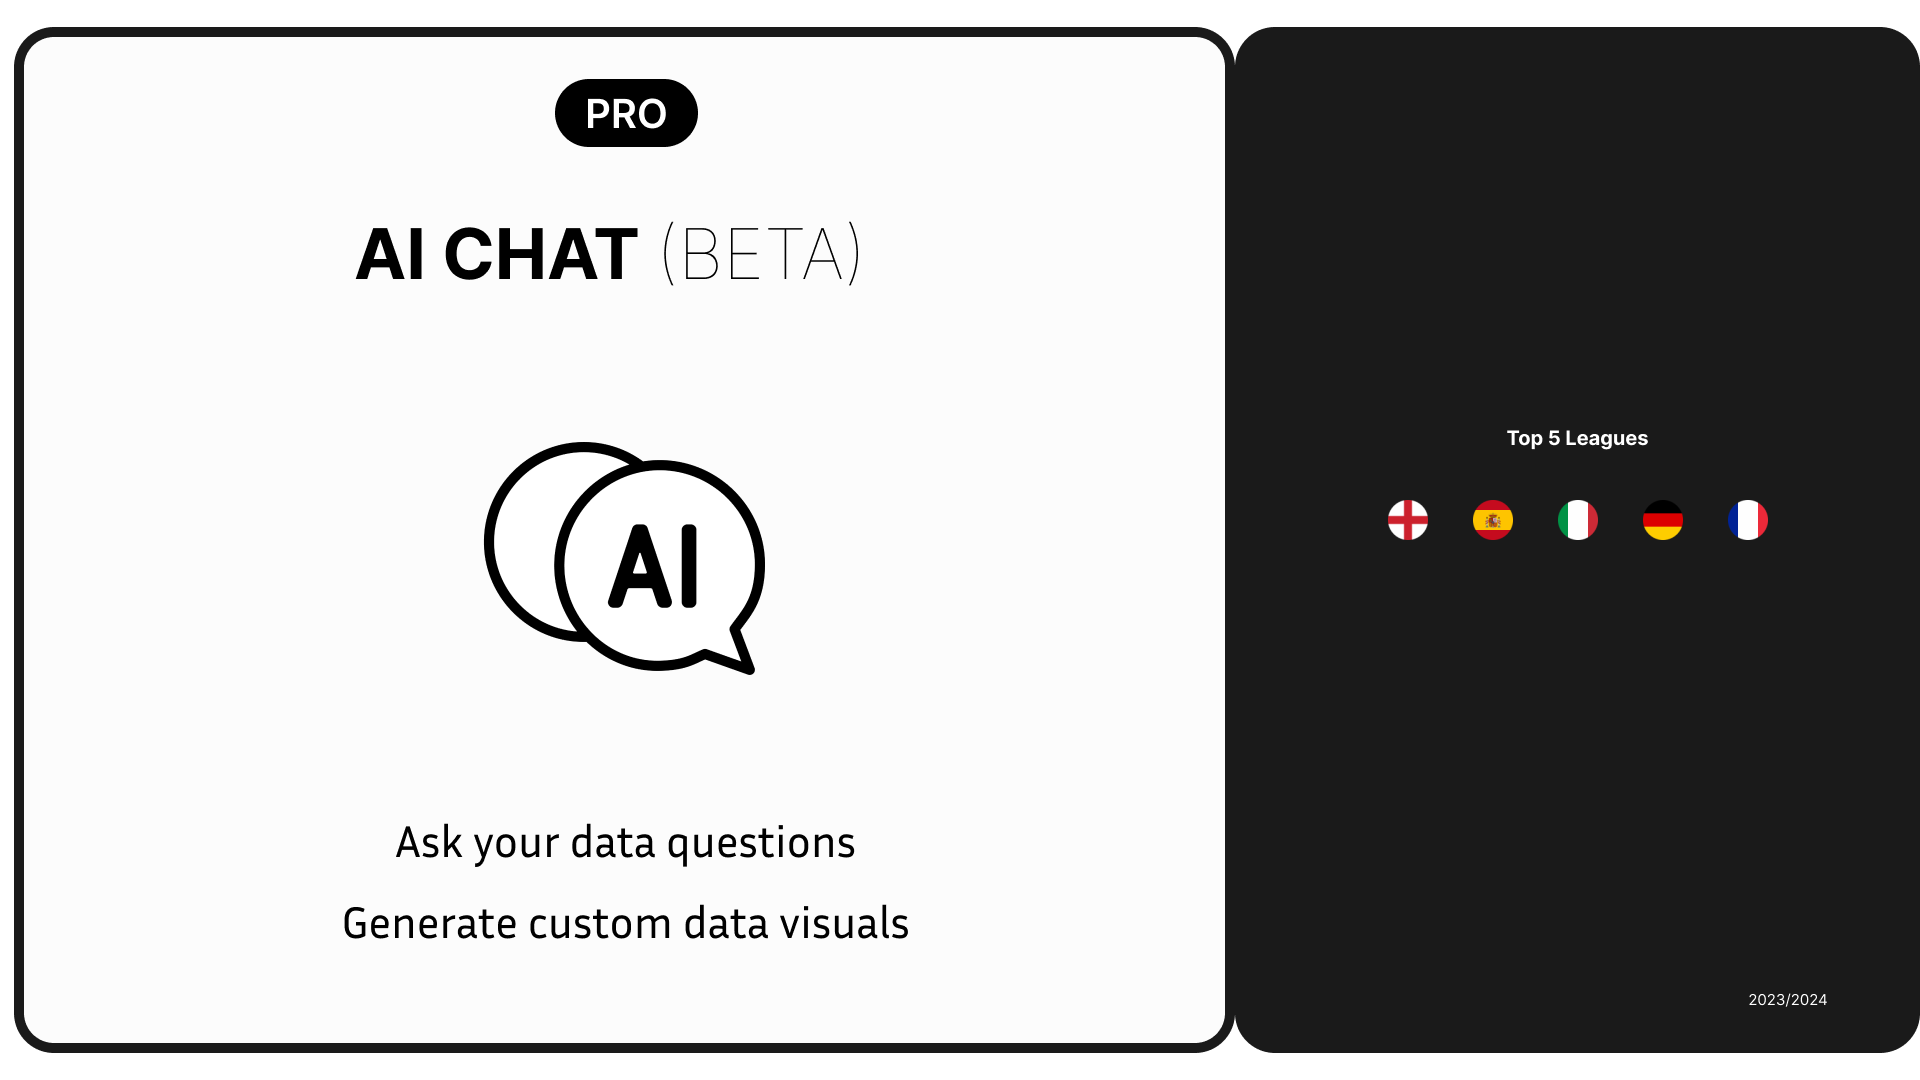 PRO
AI CHAT (BETA)
AI
Ask your data questions
Generate custom data visuals
Top 5 Leagues
2023/2024